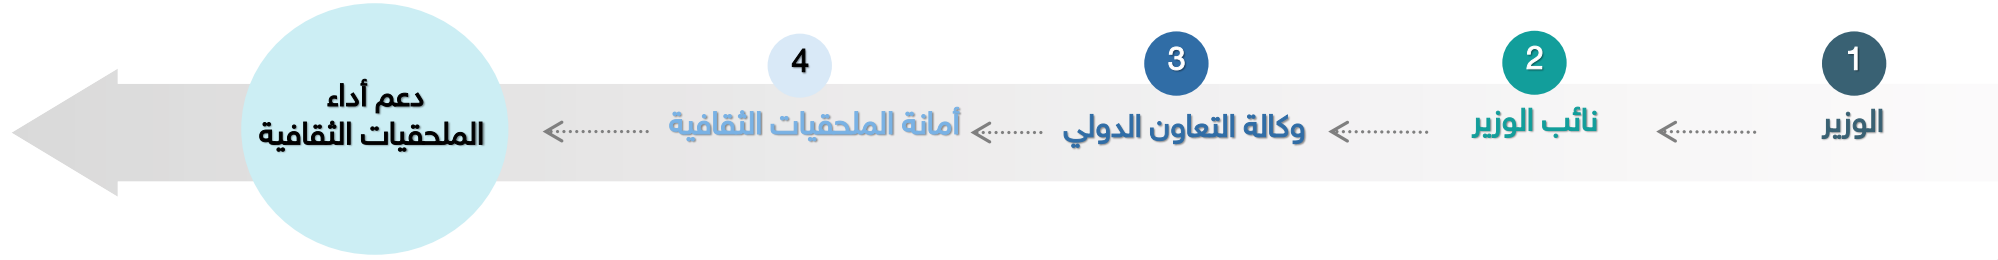 1
الوزير
2
نائب الوزير
3
وكالة التعاون الدولي
4
أمانة الملحقيات الثقافية
دعم أداء
الملحقيات الثقافية